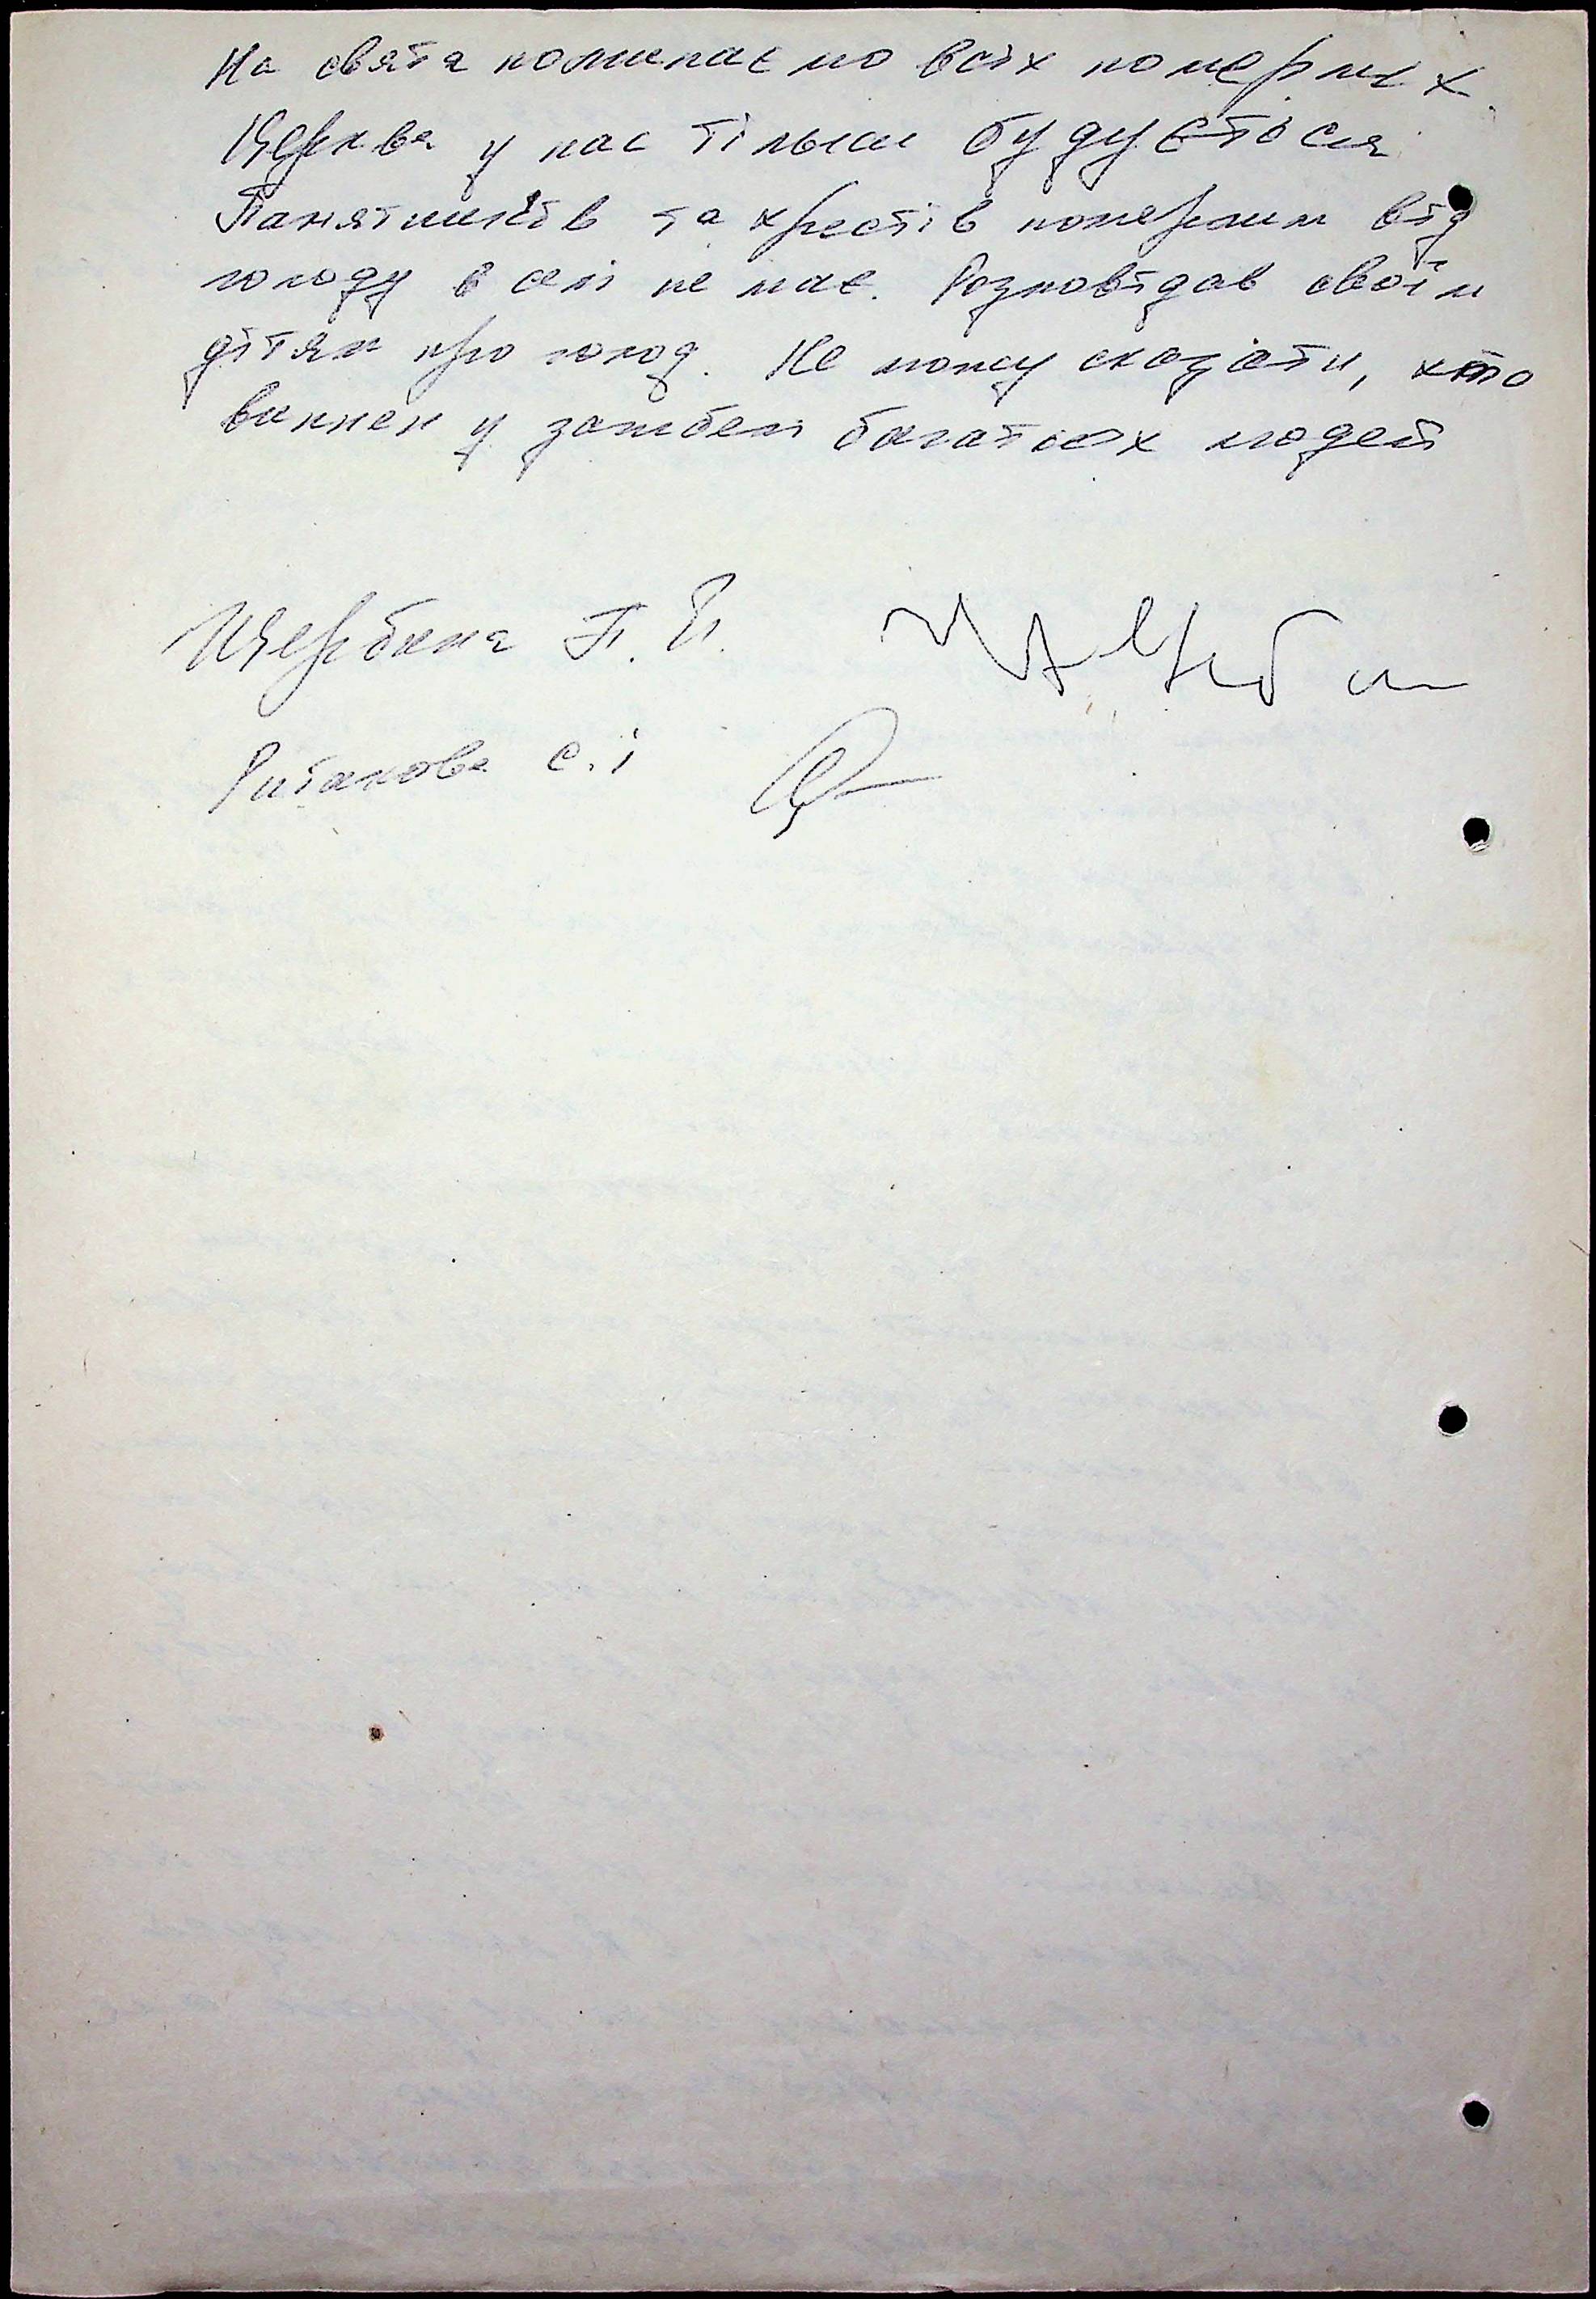 На свята поминаємо всіх померлих.
Церква у нас тільки будується
Памятників та хрестів померлим від
голоду в селі не має. Розповідав своїм
дітям про голод. Не можу сказати, хто
винен у загибелі багатьох людей
Щербина П. П.
Щерби
С. І